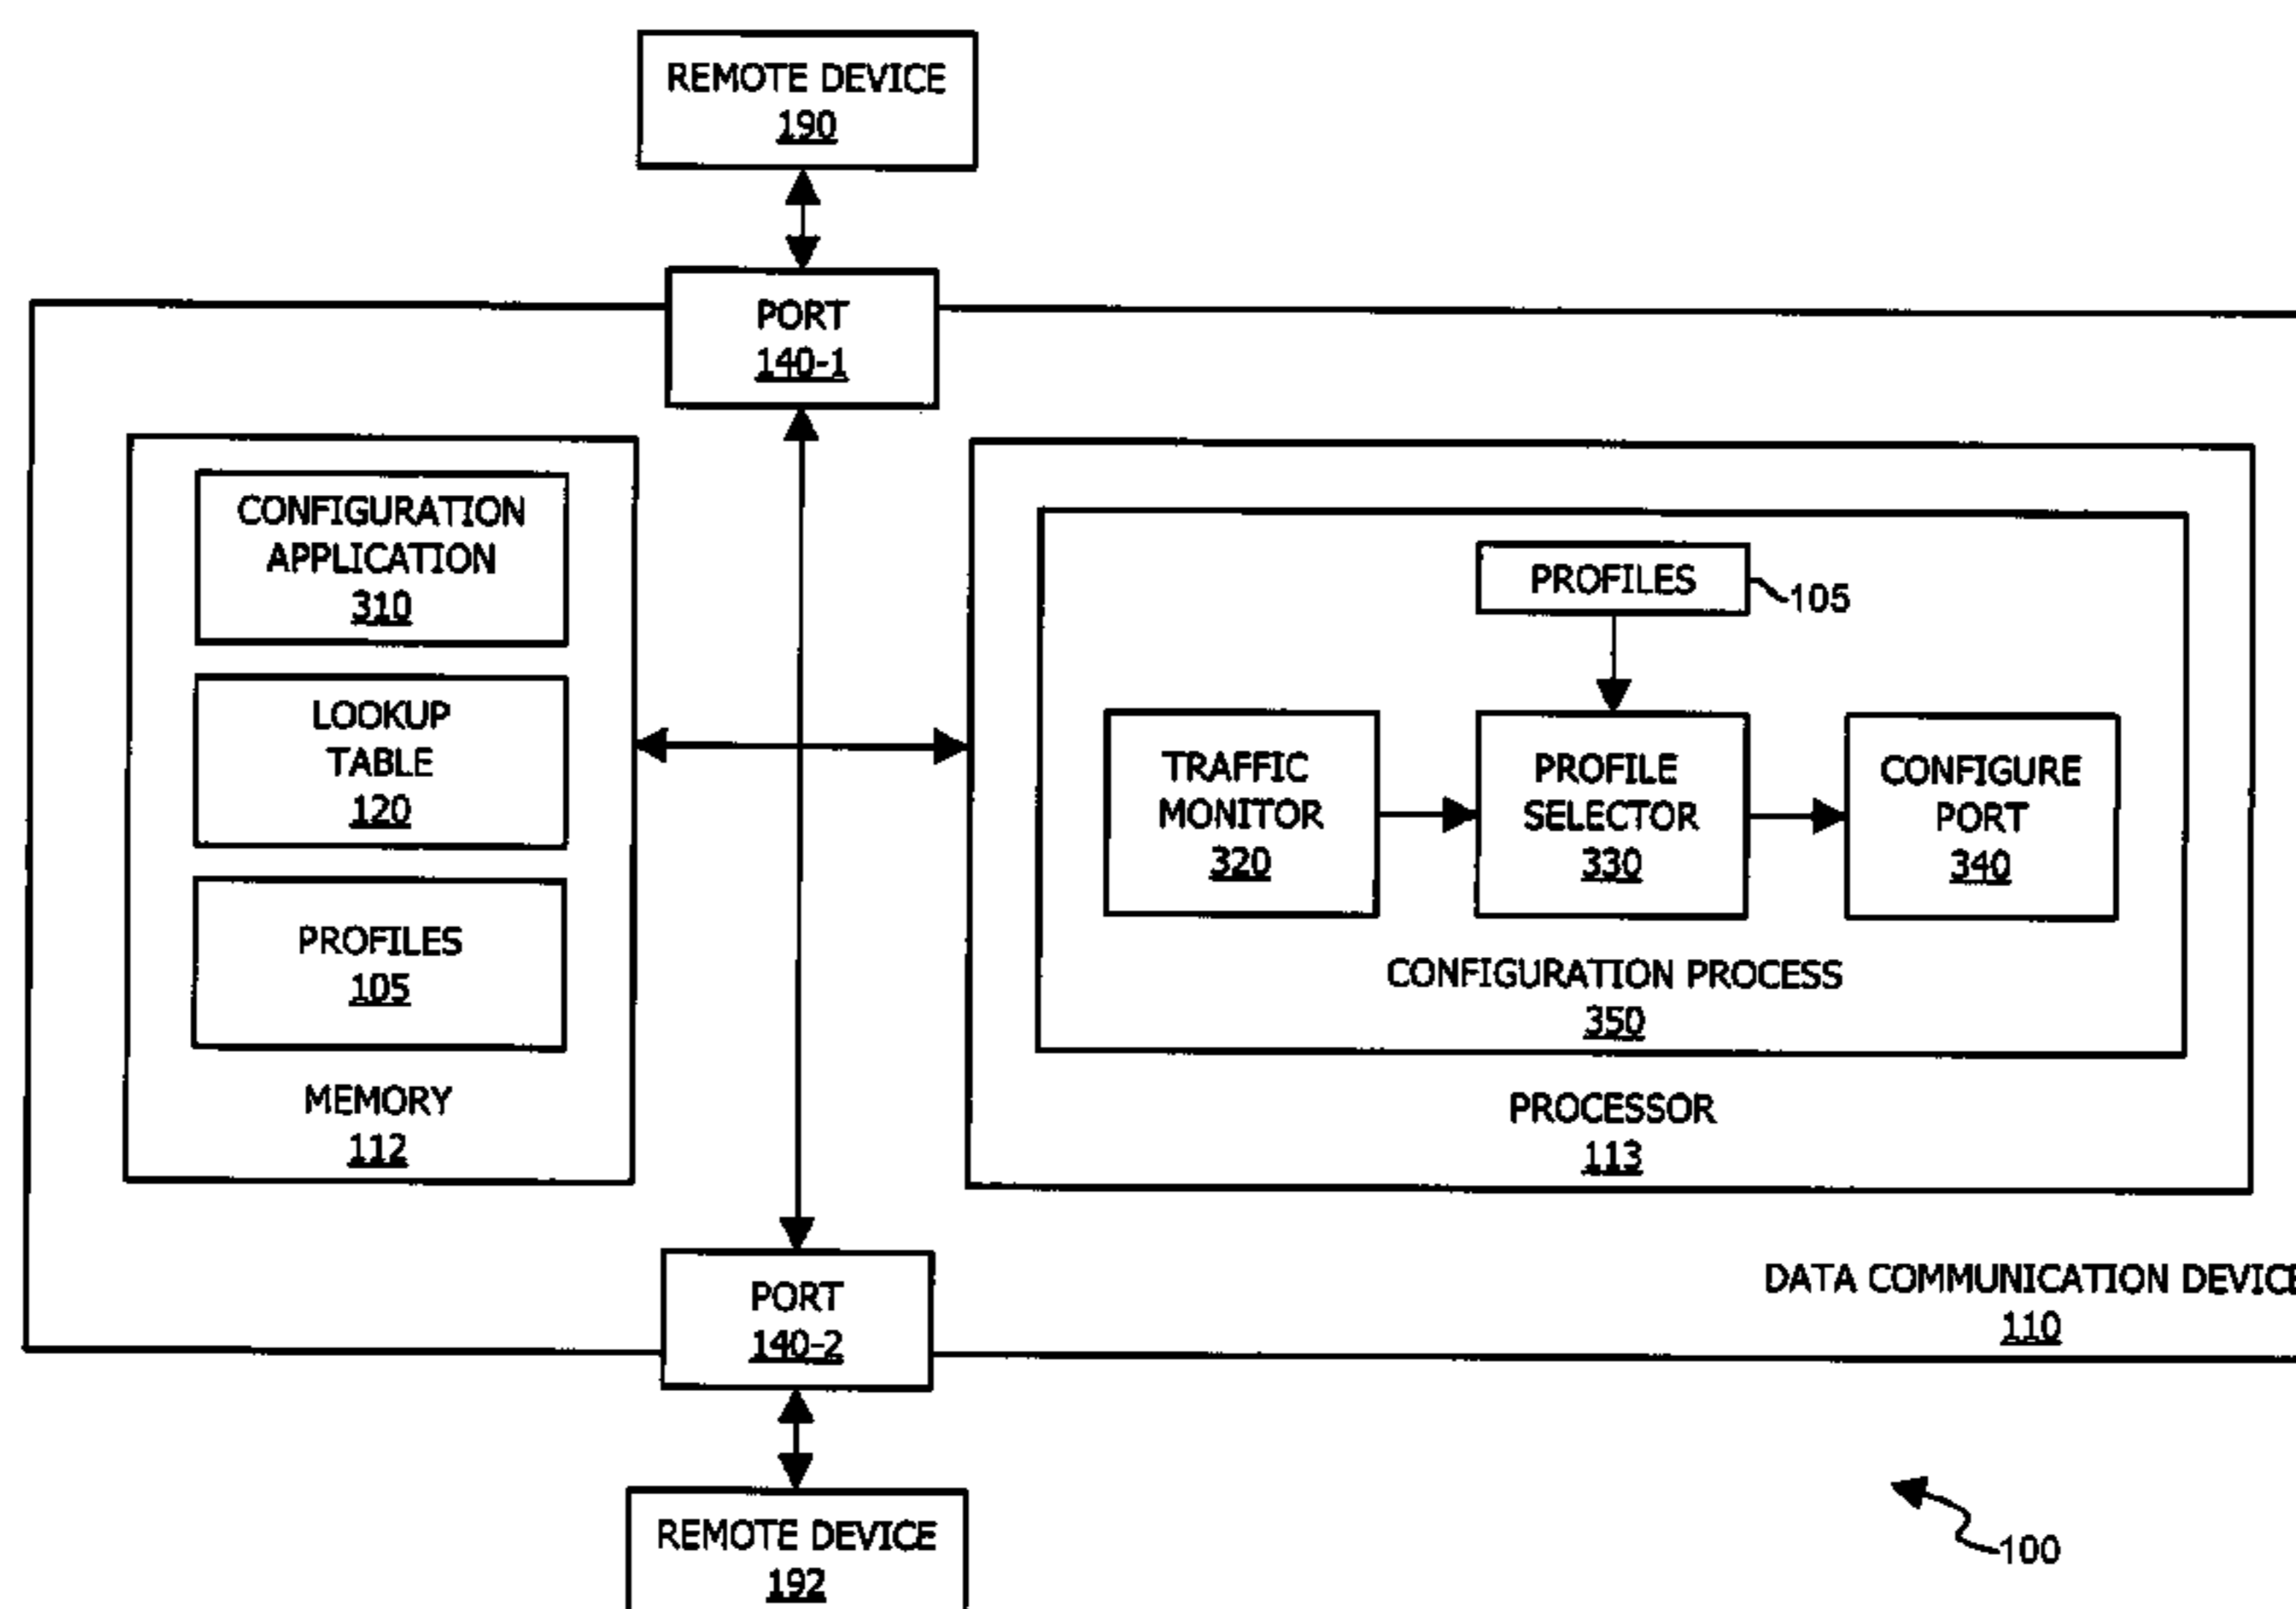 REMOTE DEVICE
190
PORT
140-1
CONFIGURATION
APPLICATION
310
LOOKUP
TABLE
120
PROFILES
105
MEMORY
112
PROFILES
105
TRAFFIC
MONITOR
320
PROFILE
SELECTOR
330
CONFIGURE
PORT
340
CONFIGURATION PROCESS
350
PROCESSOR
113
PORT
140-2
DATA COMMUNICATION DEVICE
110
REMOTE DEVICE
192
100